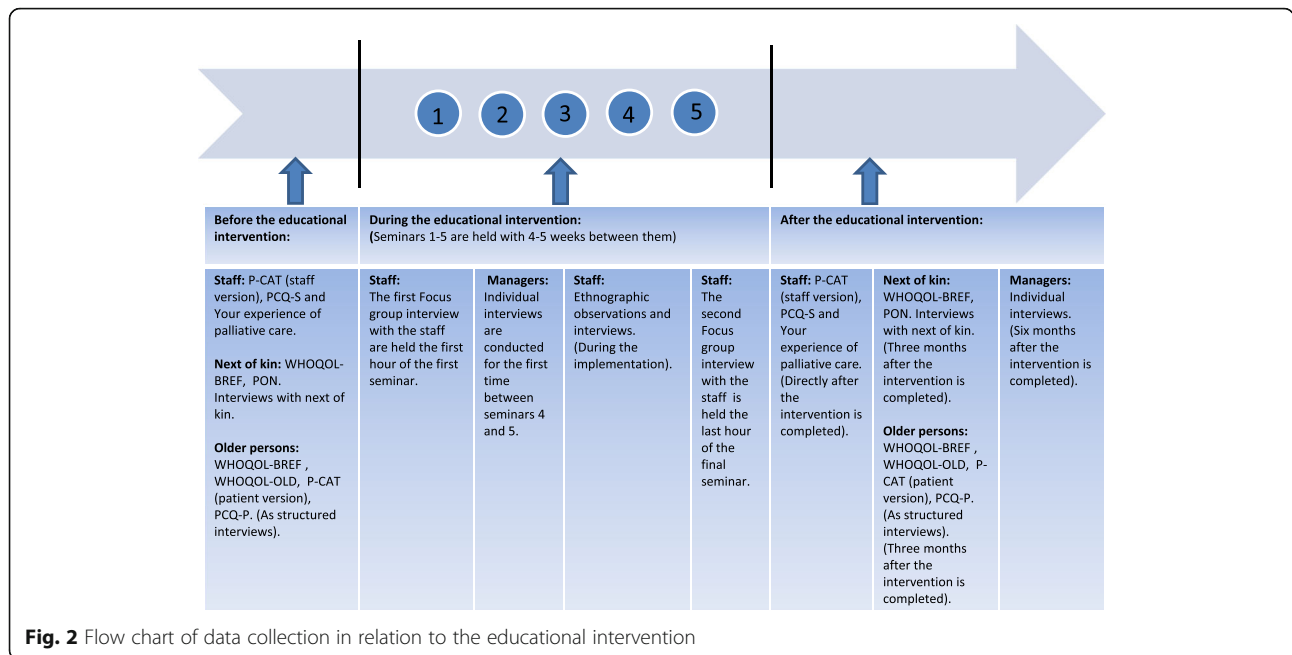 1 2 3 4 5
Before the educational
intervention:
During the educational intervention:
(Seminars 1-5 are held with 4-5 weeks between them)
After the educational intervention:
Staff: P-CAT (staff
version), PCQ-S and
Your experience of
palliative care.
Next of kin: WHOQOL-
BREF, PON.
Interviews with next of
kin.
Older persons:
WHOQOL-BREF ,
WHOQOL-OLD, P-CAT
(patient version),
PCQ-P. (As structured
interviews).
Staff:
The first Focus
group interview
with the staff
are held the first
hour of the first
seminar.
Managers:
Individual
interviews
are
conducted
for the first
time
between
seminars 4
and 5.
Staff:
Ethnographic
observations and
interviews.
(During the
implementation).
Staff:
The
second
Focus
group
interview
with the
staff is
held the
last hour
of the
final
seminar.
Staff: P-CAT
(staff version),
PCQ-S and
Your
experience of
palliative care.
(Directly after
the
intervention is
completed).
Next of kin:
WHOQOL-BREF,
PON. Interviews
with next of kin.
(Three months
after the
intervention is
completed).
Older persons:
WHOQOL-BREF ,
WHOQOL-OLD, P-
CAT (patient
version), PCQ-P.
(As structured
interviews).
(Three months
after the
intervention is
completed).
Managers:
Individual
interviews.
(Six months
after the
intervention is
completed).
Fig. 2 Flow chart of data collection in relation to the educational intervention